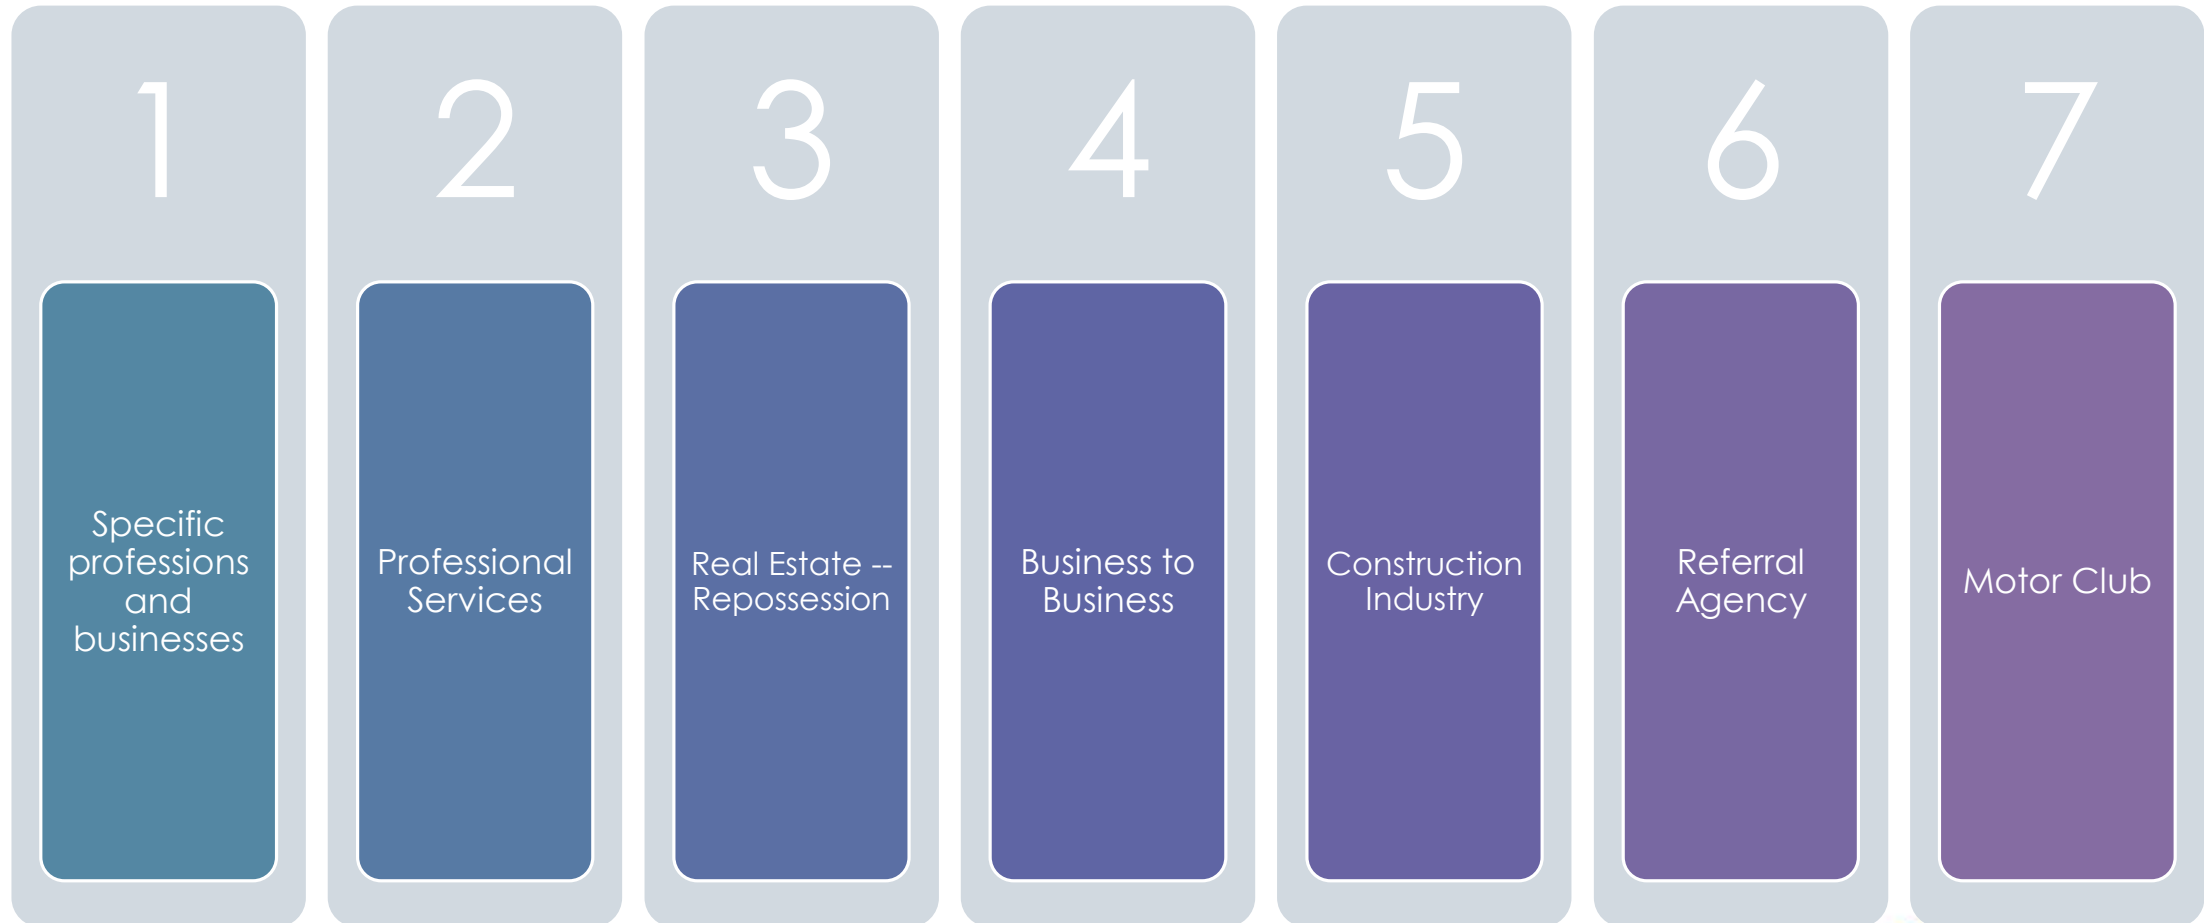 1
Specific
professions
and
businesses
2
Professional
Services
3
Real Estate --
Repossession
4
Business to
Business
5
Construction
Industry
6
Referral
Agency
7
Motor Club